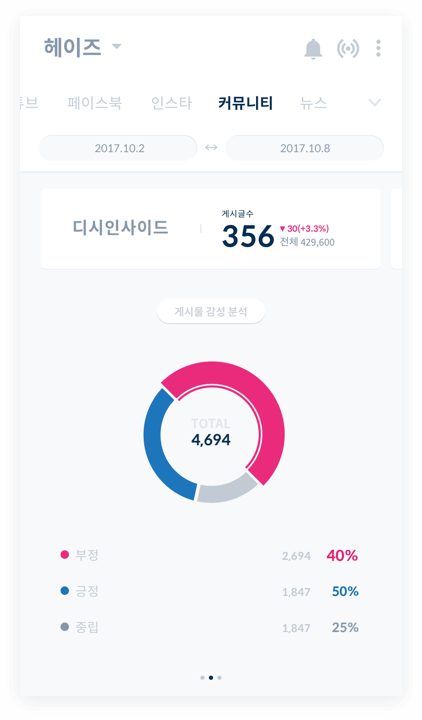 헤이즈
튜브 페이스북 인스타 커뮤니티 뉴스
2017.10.2 ↔ 2017.10.8
디시인사이드
게시글수
356 ▼30(+3.3%)
전체 429,600
게시물 감성 분석
TOTAL
4,694
부정 2,694 40%
긍정 1,847 50%
중립 1,847 25%